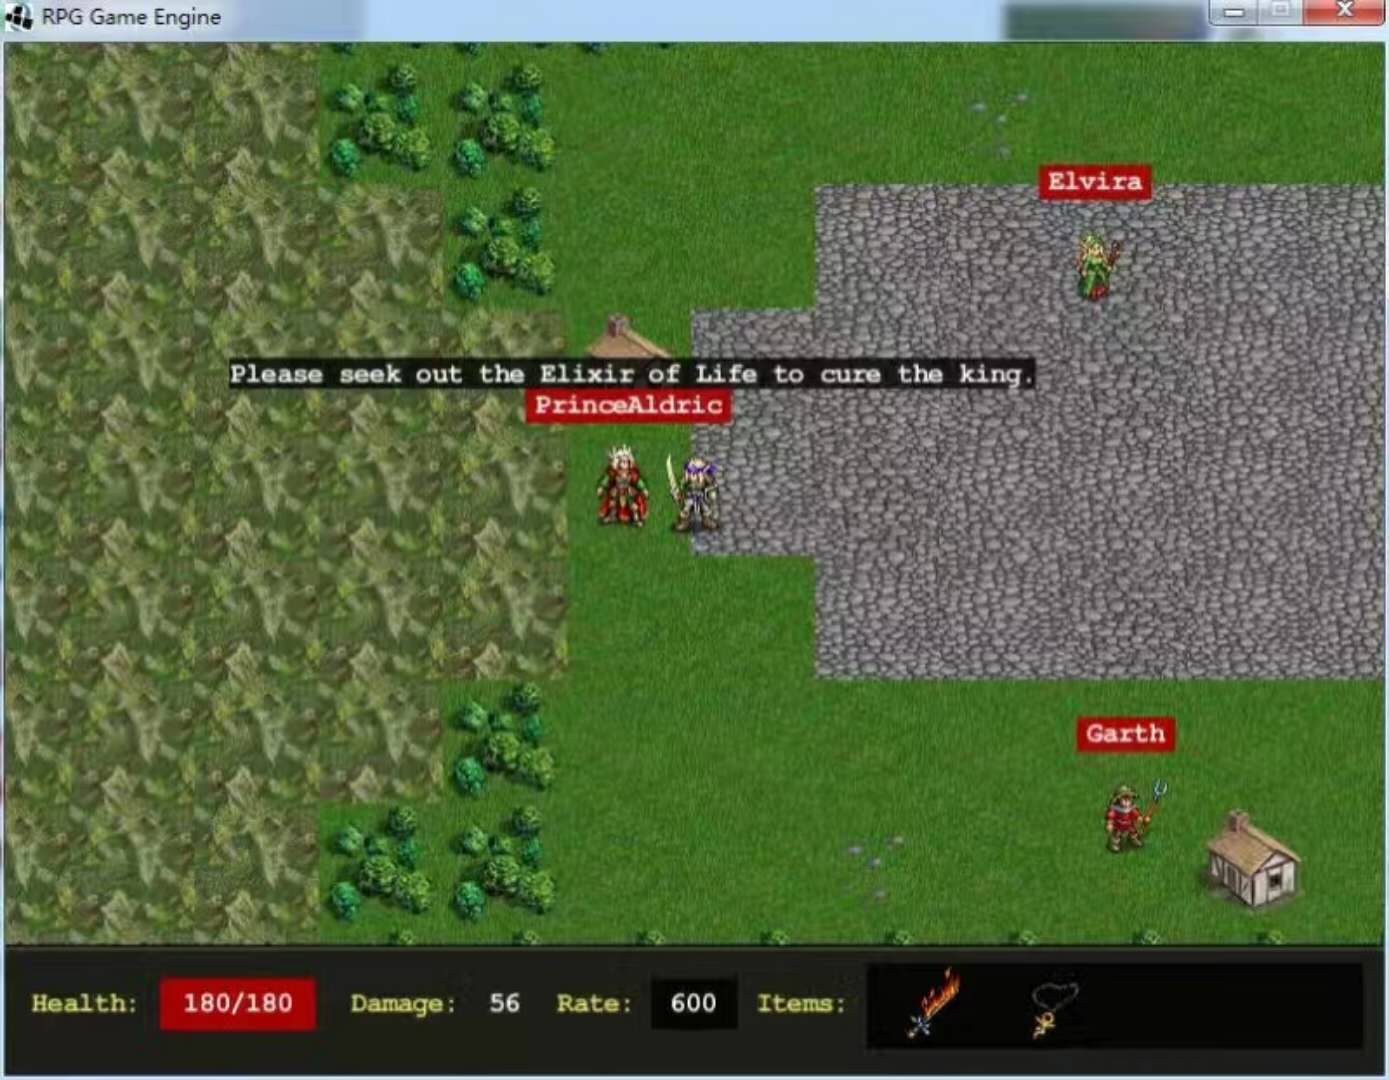 RPG Game Engine
Elvira
Please seek out the Elixir of Life to cure the king.
PrinceAldric
Garth
Health: 180/180 Damage: 56 Rate: 600 Items: